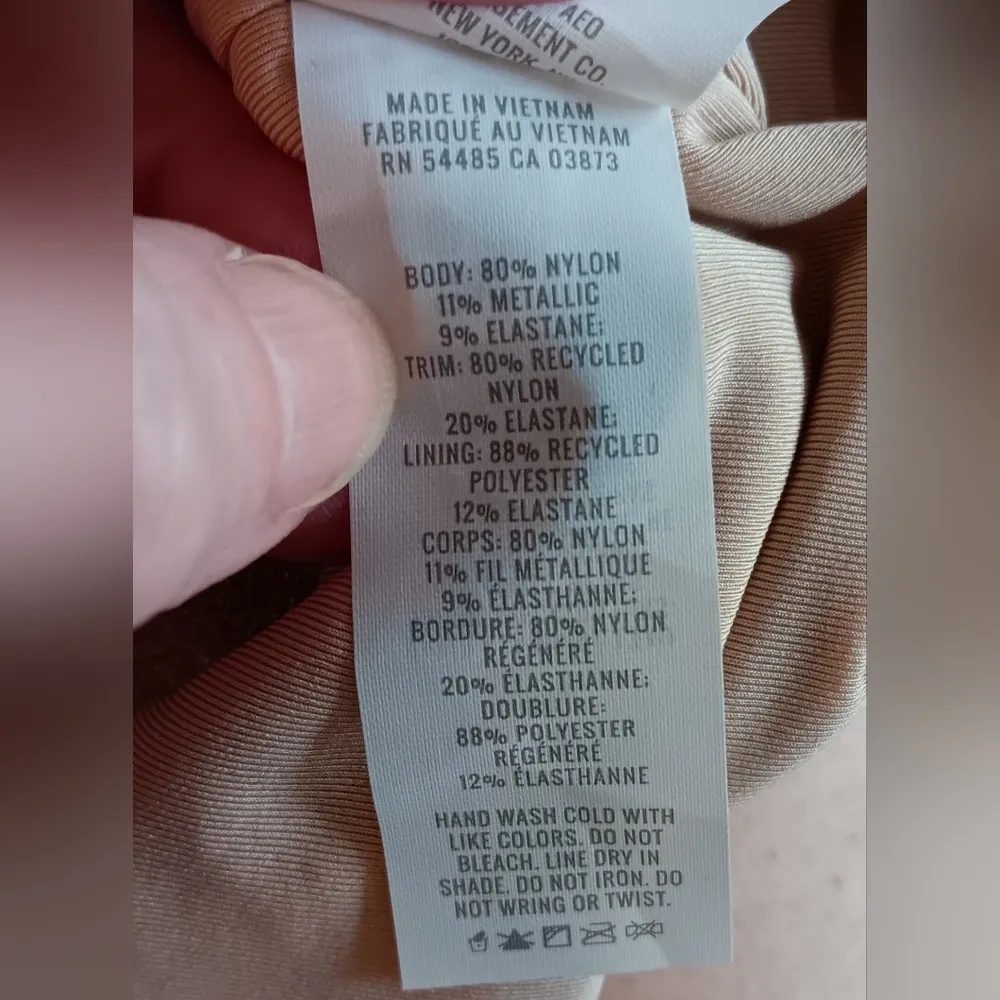 AEO
GEMENT CO.
NEW YORK,
MADE IN VIETNAM
FABRIQUÉ AU VIETNAM
RN 54485 CA 03873
BODY: 80% NYLON
11% METALLIC
9% ELASTANE;
TRIM: 80% RECYCLED
NYLON
20% ELASTANE;
LINING: 88% RECYCLED
POLYESTER
12% ELASTANE
CORPS: 80% NYLON
11% FIL MÉTALLIQUE
9% ÉLASTHANNE;
BORDURE: 80% NYLON
RÉGÉNÉRÉ
20% ÉLASTHANNE;
DOUBLURE:
88% POLYESTER
RÉGÉNÉRÉ
12% ÉLASTHANNE
HAND WASH COLD WITH
LIKE COLORS. DO NOT
BLEACH. LINE DRY IN
SHADE. DO NOT IRON. DO
NOT WRING OR TWIST.